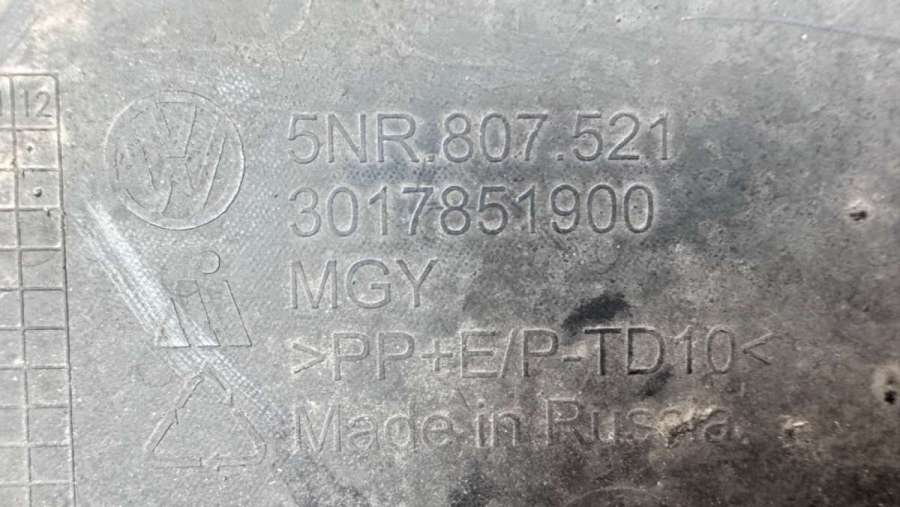 12
5NR.807.521
3017851900
MGY
>PP+E/P-TD10<
Made in Russia